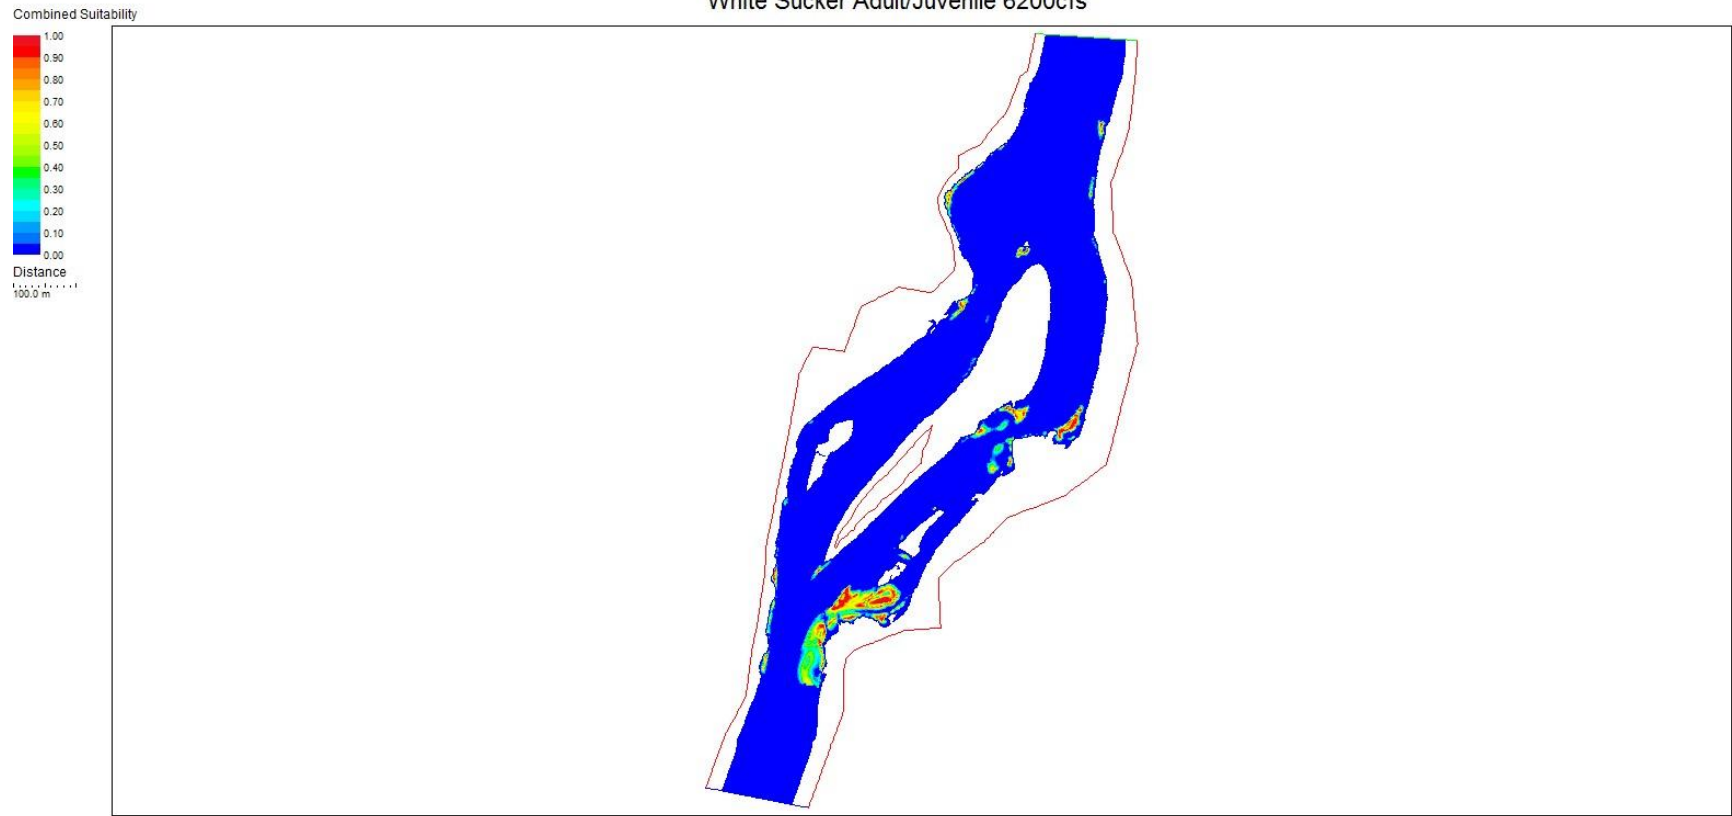 White Sucker Adult/Juvenile 6200cfs
Combined Suitability
1.00
0.90
0.80
0.70
0.60
0.50
0.40
0.30
0.20
0.10
0.00
Distance
100.0 m